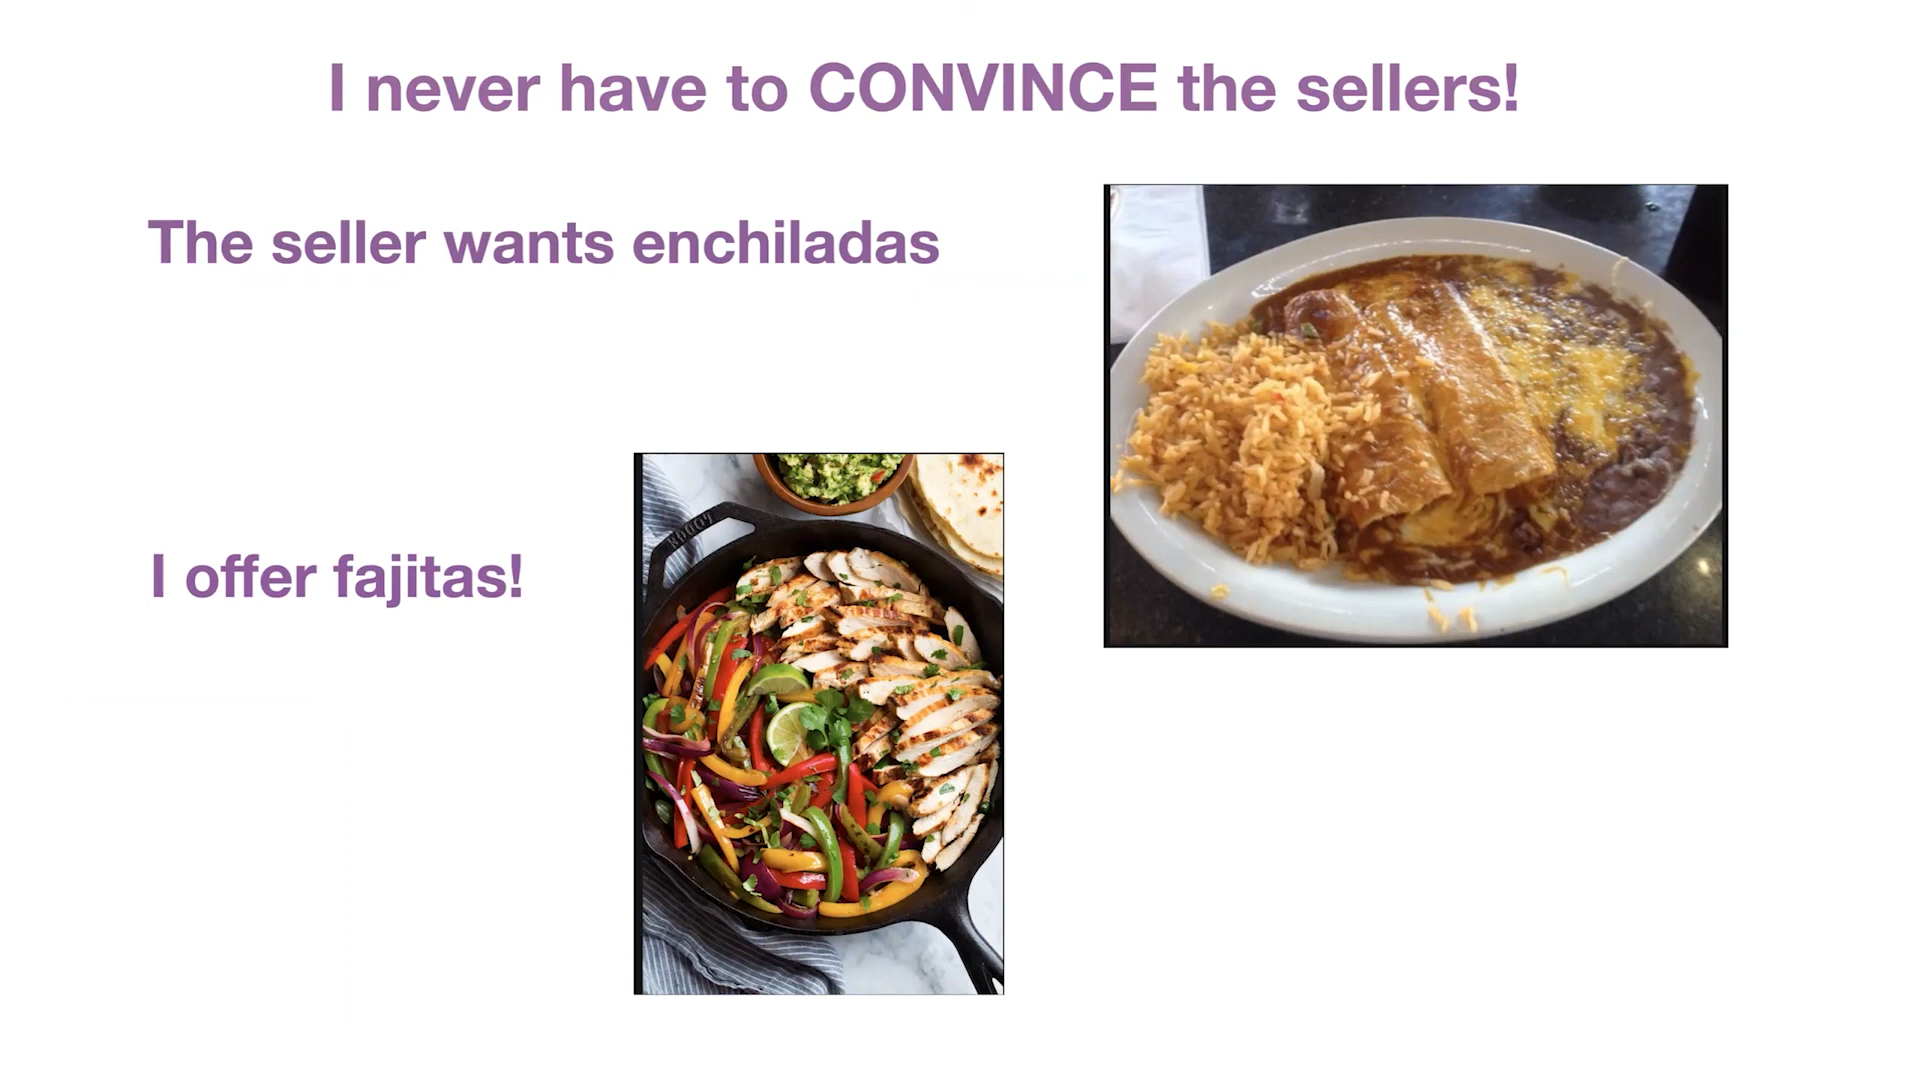 I never have to CONVINCE the sellers!
The seller wants enchiladas
I offer fajitas!